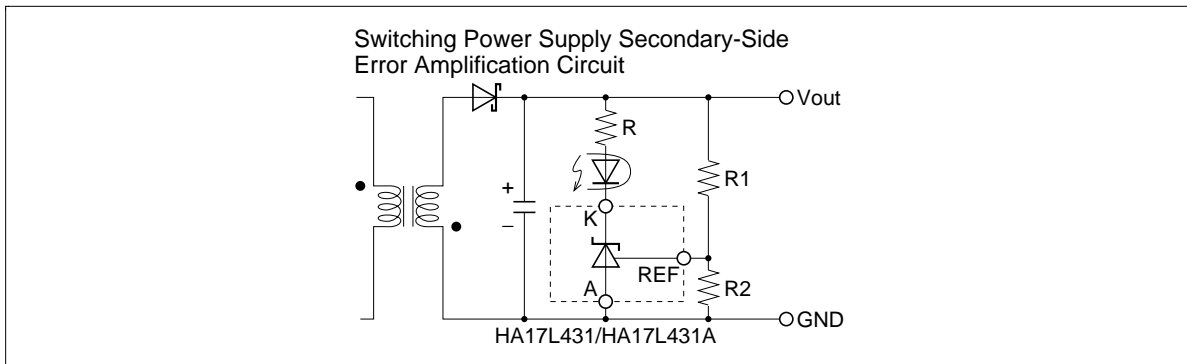 Switching Power Supply Secondary-Side
Error Amplification Circuit
Vout
R
R1
+
−
K
REF
A
R2
GND
HA17L431/HA17L431A